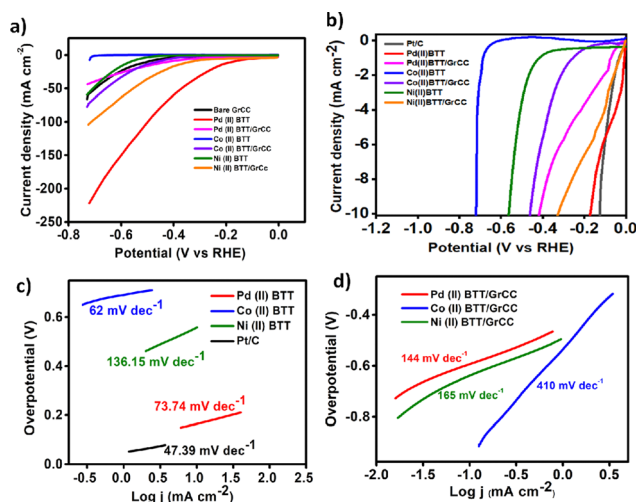 a)
Current density (mA cm⁻²)
0
-50
-100
-150
-200
-250
-0.8
-0.6
-0.4
-0.2
0.0
Potential (V vs RHE)
Bare GrCC
Pd (II) BTT
Pd (II) BTT/GrCC
Co (II) BTT
Co (II) BTT/GrCC
Ni (II) BTT
Ni (II) BTT/GrCc
b)
Current density (mA cm⁻²)
0
-2
-4
-6
-8
-10
-1.2
-1.0
-0.8
-0.6
-0.4
-0.2
0.0
Potential (V vs RHE)
Pt/C
Pd(II)BTT
Pd(II)BTT/GrCC
Co(II)BTT
Co(II)BTT/GrCC
Ni(II)BTT
Ni(II)BTT/GrCC
c)
Overpotential (V)
0.6
0.4
0.2
0.0
-0.5
0.0
0.5
1.0
1.5
2.0
2.5
Log j (mA cm⁻²)
Pd (II) BTT
Co (II) BTT
Ni (II) BTT
Pt/C
62 mV dec⁻¹
136.15 mV dec⁻¹
73.74 mV dec⁻¹
47.39 mV dec⁻¹
d)
Overpotential (V)
-0.2
-0.4
-0.6
-0.8
-2.0
-1.5
-1.0
-0.5
0.0
0.5
Log j (mA cm⁻²)
Pd (II) BTT/GrCC
Co (II) BTT/GrCC
Ni (II) BTT/GrCC
144 mV dec⁻¹
165 mV dec⁻¹
410 mV dec⁻¹